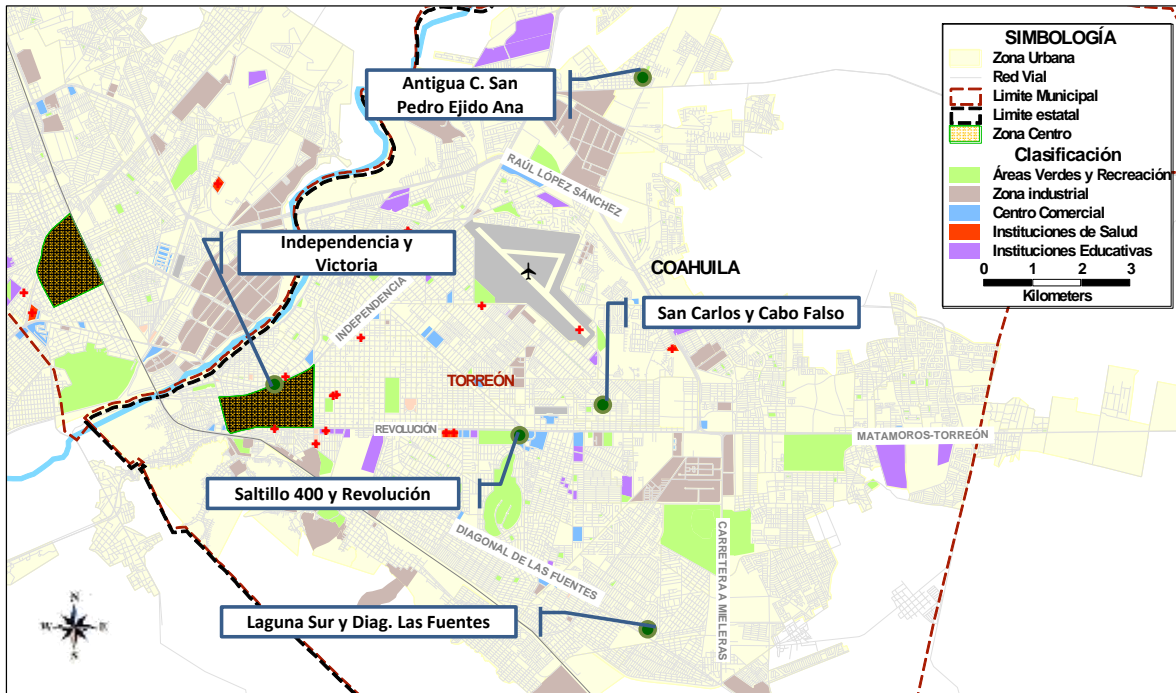 Antigua C. San
Pedro Ejido Ana
RAÚL LÓPEZ SÁNCHEZ
Independencia y
Victoria
INDEPENDENCIA
COAHUILA
San Carlos y Cabo Falso
TORREÓN
REVOLUCIÓN
MATAMOROS-TORREÓN
Saltillo 400 y Revolución
DIAGONAL DE LAS FUENTES
CARRETERA A MIELERAS
Laguna Sur y Diag. Las Fuentes
N
W
E
S
SIMBOLOGÍA
Zona Urbana
Red Vial
Limite Municipal
Limite estatal
Zona Centro
Clasificación
Áreas Verdes y Recreación
Zona industrial
Centro Comercial
Instituciones de Salud
Instituciones Educativas
0 1 2 3
Kilometers